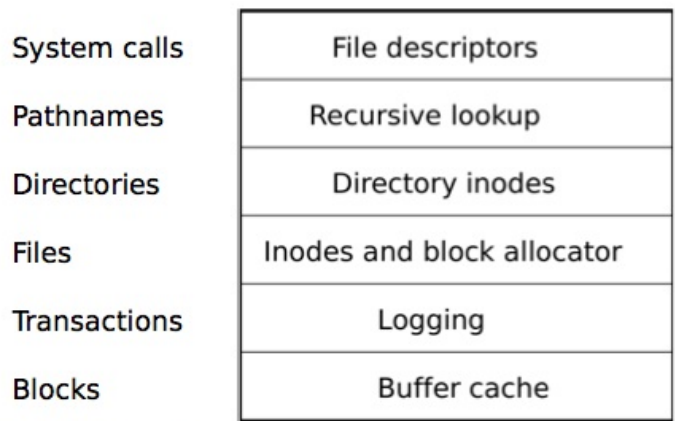 System calls File descriptors
Pathnames Recursive lookup
Directories Directory inodes
Files Inodes and block allocator
Transactions Logging
Blocks Buffer cache